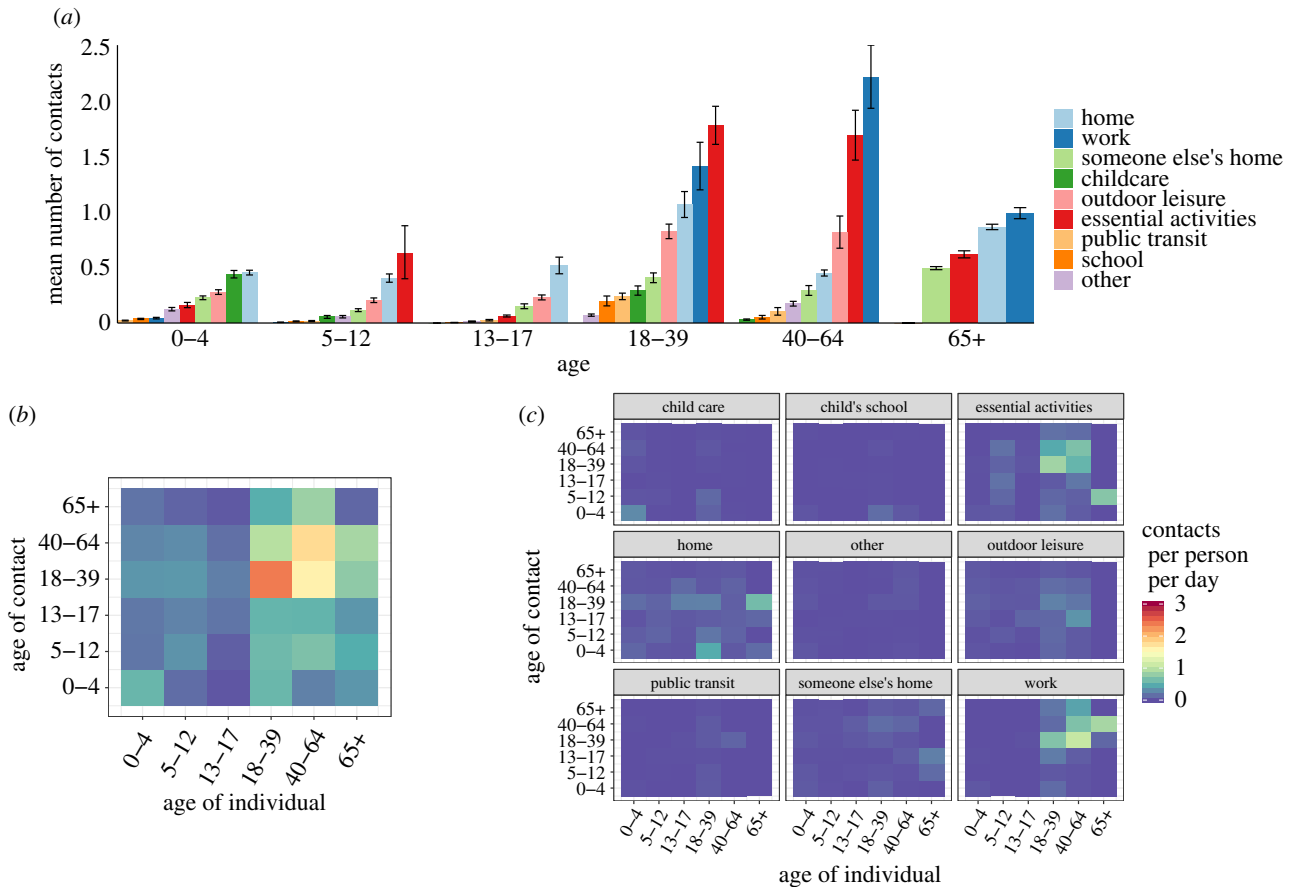 (a)
mean number of contacts
2.5
2.0
1.5
1.0
0.5
0
0–4
5–12
13–17
18–39
40–64
65+
age
home
work
someone else's home
childcare
outdoor leisure
essential activities
public transit
school
other
(b)
age of contact
65+
40–64
18–39
13–17
5–12
0–4
0–4
5–12
13–17
18–39
40–64
65+
age of individual
(c)
age of contact
child care
child's school
essential activities
65+
40–64
18–39
13–17
5–12
0–4
home
other
outdoor leisure
65+
40–64
18–39
13–17
5–12
0–4
public transit
someone else's home
work
65+
40–64
18–39
13–17
5–12
0–4
0–4
5–12
13–17
18–39
40–64
65+
0–4
5–12
13–17
18–39
40–64
65+
0–4
5–12
13–17
18–39
40–64
65+
age of individual
contacts
per person
per day
3
2
1
0